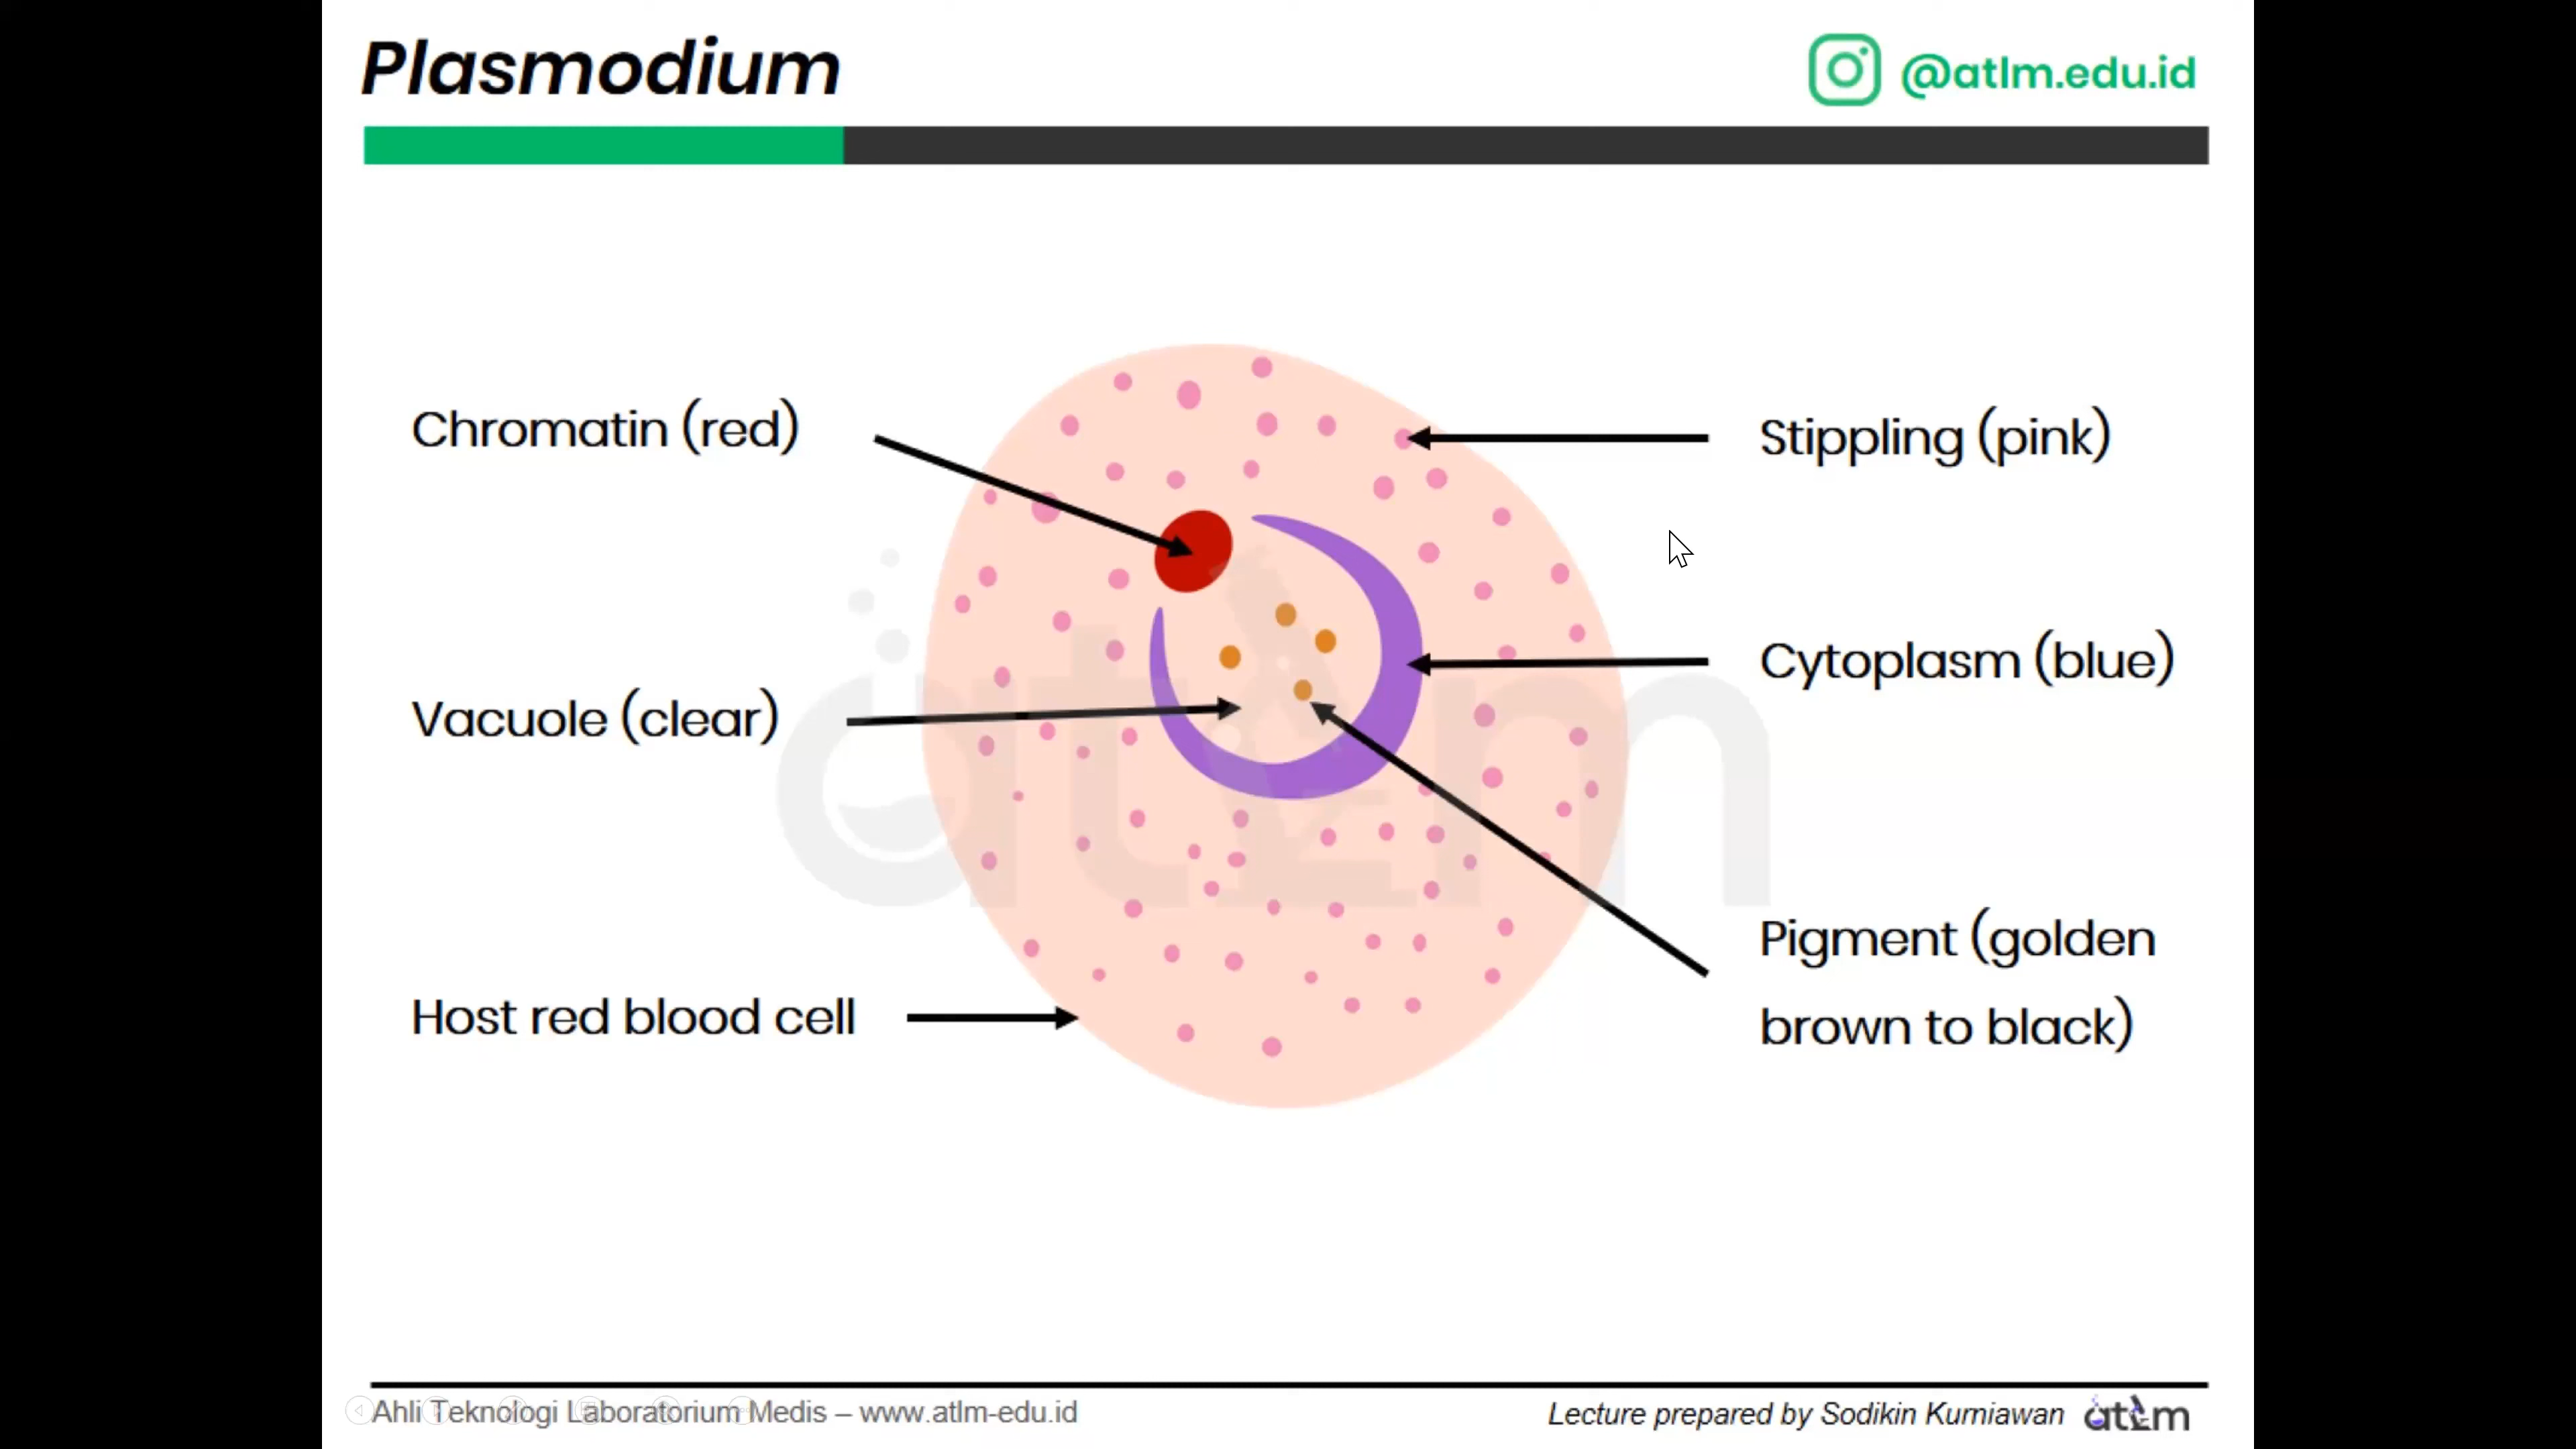 Plasmodium
@atlm.edu.id
Chromatin (red)
Stippling (pink)
Vacuole (clear)
Cytoplasm (blue)
Host red blood cell
Pigment (golden
brown to black)
atlm
Ahli Teknologi Laboratorium Medis – www.atlm-edu.id
Lecture prepared by Sodikin Kurniawan
atlm